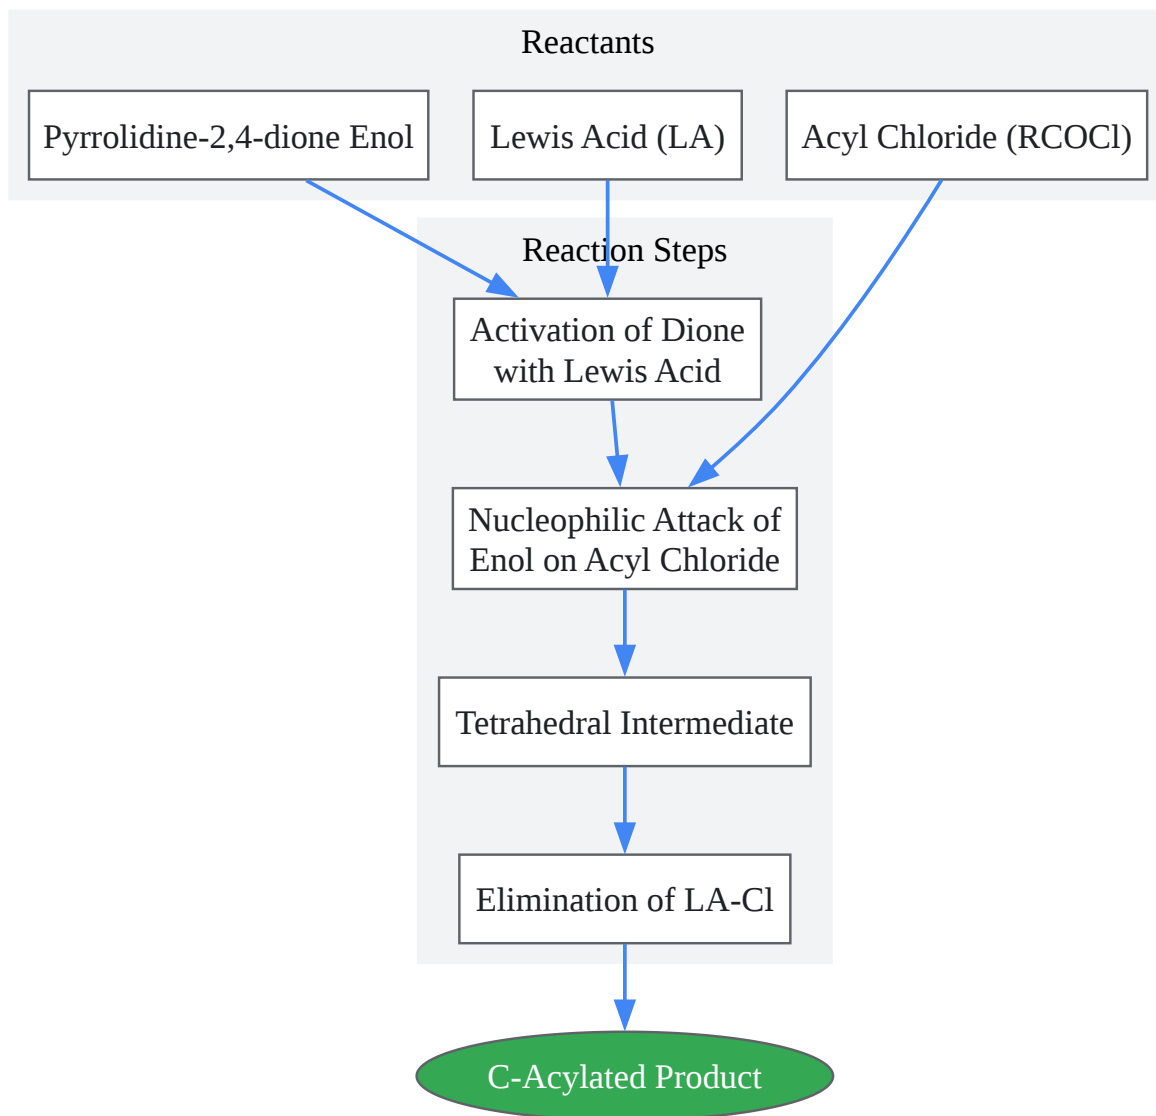 Reactants
Pyrrolidine-2,4-dione Enol
Lewis Acid (LA)
Acyl Chloride (RCOCl)
Reaction Steps
Activation of Dione
with Lewis Acid
Nucleophilic Attack of
Enol on Acyl Chloride
Tetrahedral Intermediate
Elimination of LA-Cl
C-Acylated Product